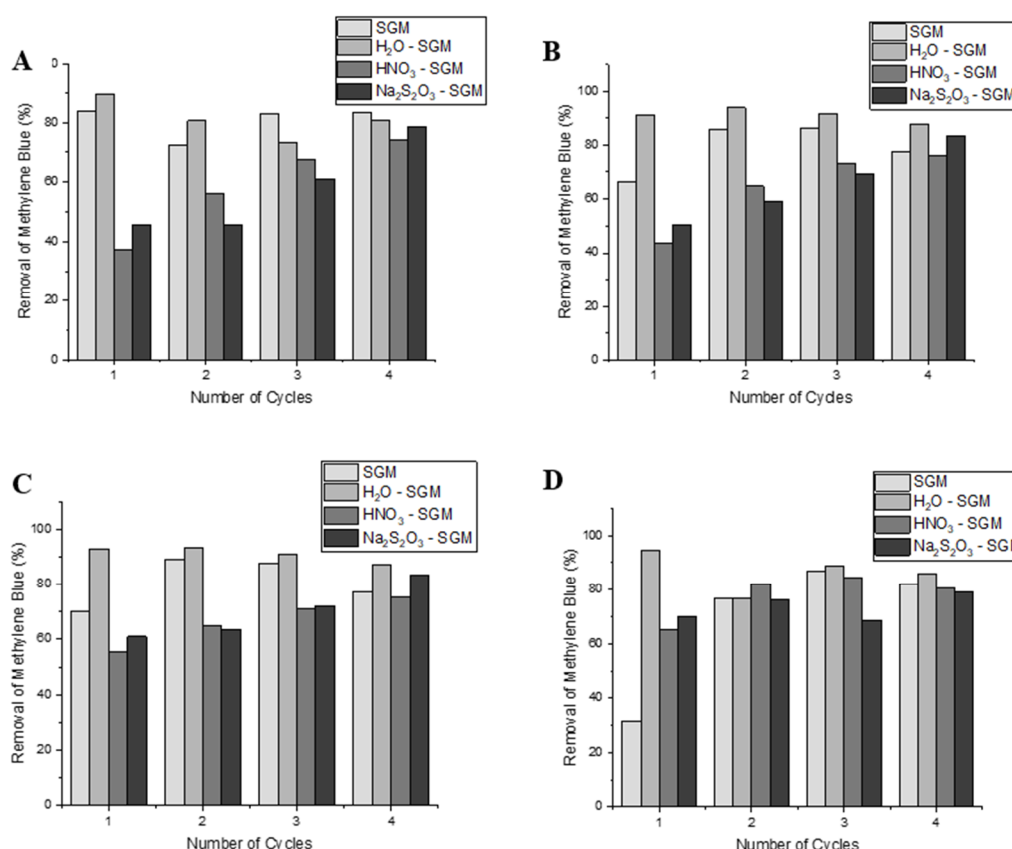 A
SGM
H₂O - SGM
HNO₃ - SGM
Na₂S₂O₃ - SGM
Removal of Methylene Blue (%)
0
80
60
40
20
0
1 2 3 4
Number of Cycles
B
SGM
H₂O - SGM
HNO₃ - SGM
Na₂S₂O₃ - SGM
Removal of Methylene Blue (%)
100
80
60
40
20
0
1 2 3 4
Number of Cycles
C
SGM
H₂O - SGM
HNO₃ - SGM
Na₂S₂O₃ - SGM
Removal of Methylene Blue (%)
100
80
60
40
20
0
1 2 3 4
Number of Cycles
D
SGM
H₂O - SGM
HNO₃ - SGM
Na₂S₂O₃ - SGM
Removal of Methylene Blue (%)
100
80
60
40
20
0
1 2 3 4
Number of Cycles